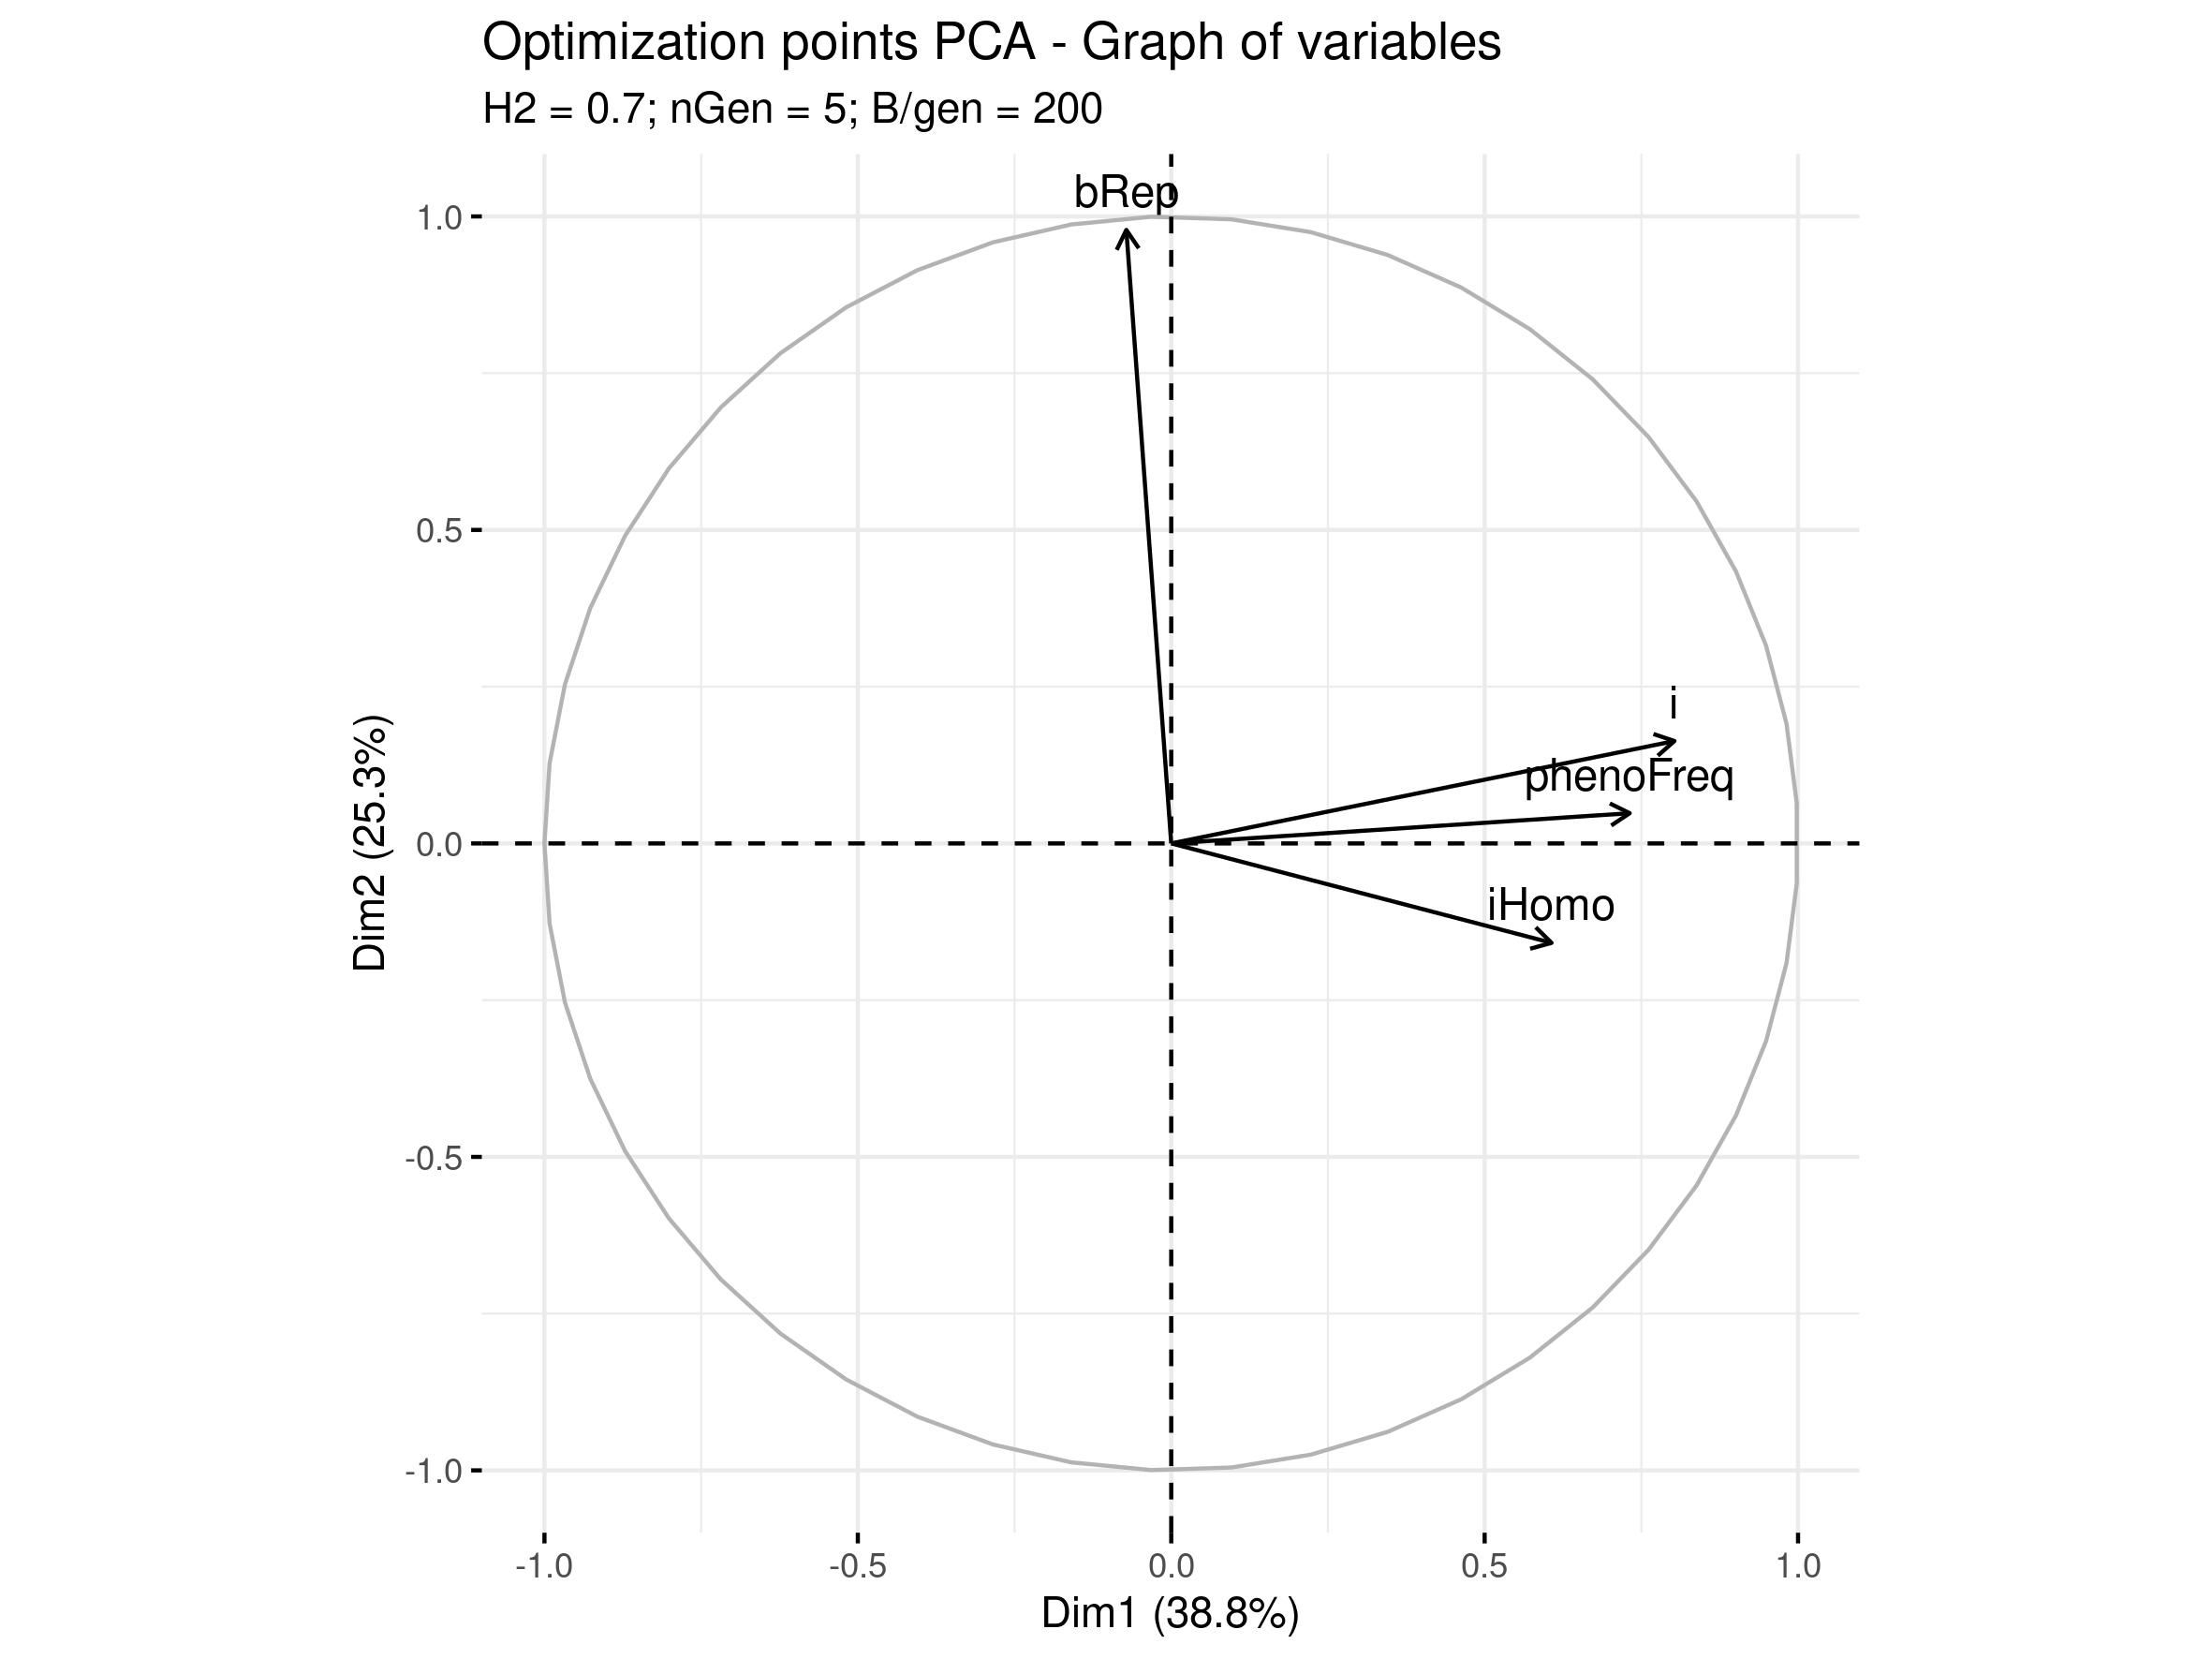 Optimization points PCA - Graph of variables
H2 = 0.7; nGen = 5; B/gen = 200
bRep
1.0
0.5
i
phenoFreq
0.0
iHomo
-0.5
-1.0
Dim2 (25.3%)
-1.0 -0.5 0.0 0.5 1.0
Dim1 (38.8%)